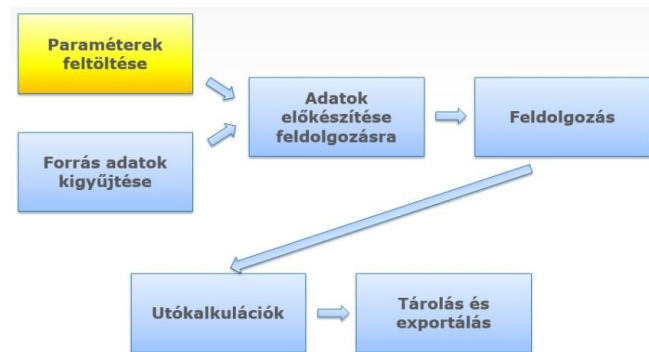 Paraméterek
feltöltése
Forrás adatok
kigyűjtése
Adatok
előkészítése
feldolgozásra
Feldolgozás
Utókalkulációk
Tárolás és
exportálás